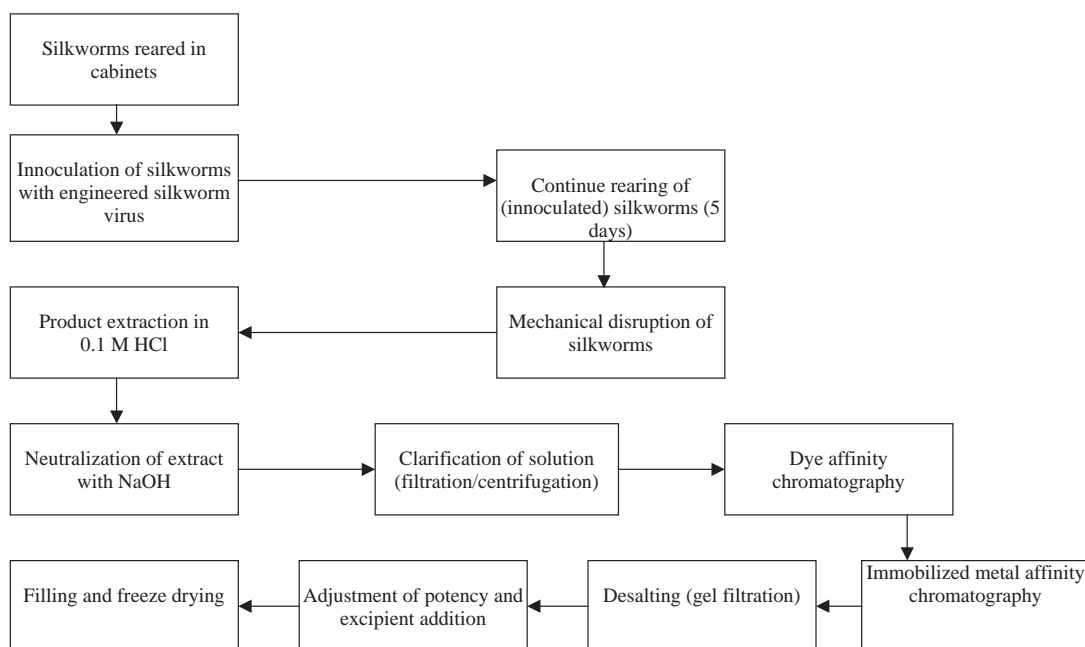 Silkworms reared in
cabinets
Innoculation of silkworms
with engineered silkworm
virus
Continue rearing of
(innoculated) silkworms (5
days)
Mechanical disruption of
silkworms
Product extraction in
0.1 M HCl
Neutralization of extract
with NaOH
Clarification of solution
(filtration/centrifugation)
Dye affinity
chromatography
Immobilized metal affinity
chromatography
Desalting (gel filtration)
Adjustment of potency and
excipient addition
Filling and freeze drying